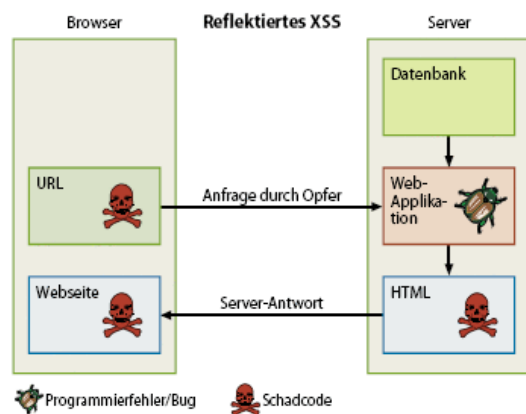 Browser
Reflektiertes XSS
Server
Datenbank
URL
Anfrage durch Opfer
Web-
Applika-
tion
Webseite
Server-Antwort
HTML
Programmierfehler/Bug
Schadcode